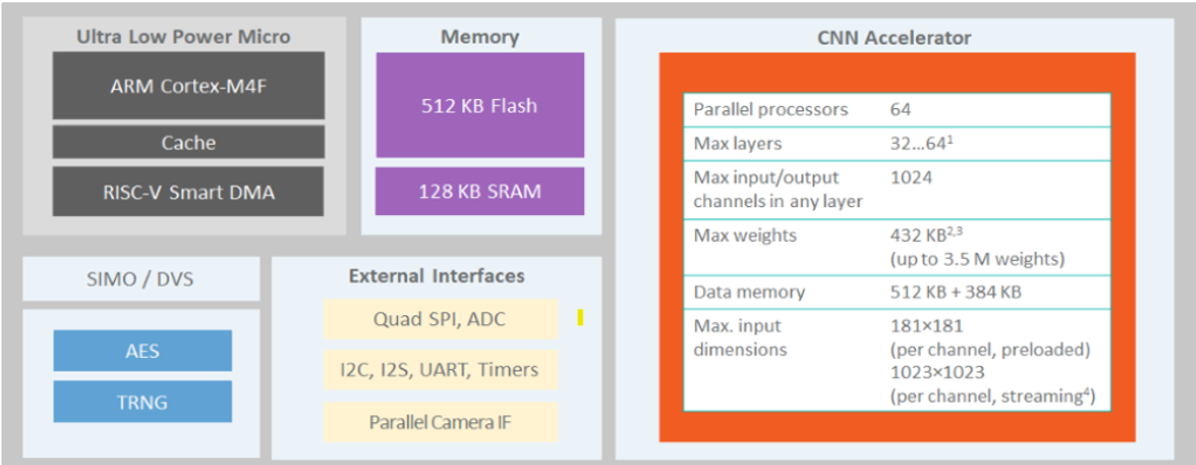 Ultra Low Power Micro
ARM Cortex-M4F
Cache
RISC-V Smart DMA
Memory
512 KB Flash
128 KB SRAM
SIMO / DVS
AES
TRNG
External Interfaces
Quad SPI, ADC
I2C, I2S, UART, Timers
Parallel Camera IF
CNN Accelerator
Parallel processors 64
Max layers 32...64¹
Max input/output 1024
channels in any layer
Max weights 432 KB²,³
(up to 3.5 M weights)
Data memory 512 KB + 384 KB
Max. input 181×181
dimensions (per channel, preloaded)
1023×1023
(per channel, streaming⁴)